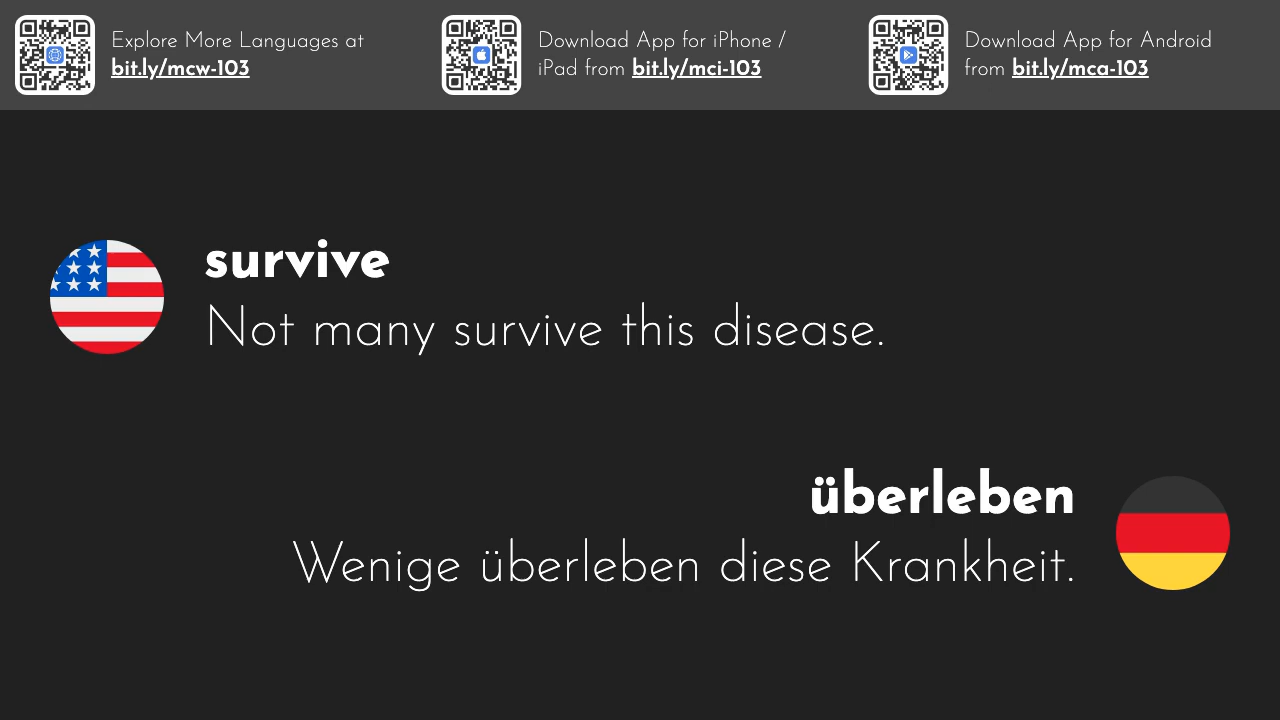 Explore More Languages at
bit.ly/mcw-103
Download App for iPhone /
iPad from bit.ly/mci-103
Download App for Android
from bit.ly/mca-103
survive
Not many survive this disease.
überleben
Wenige überleben diese Krankheit.